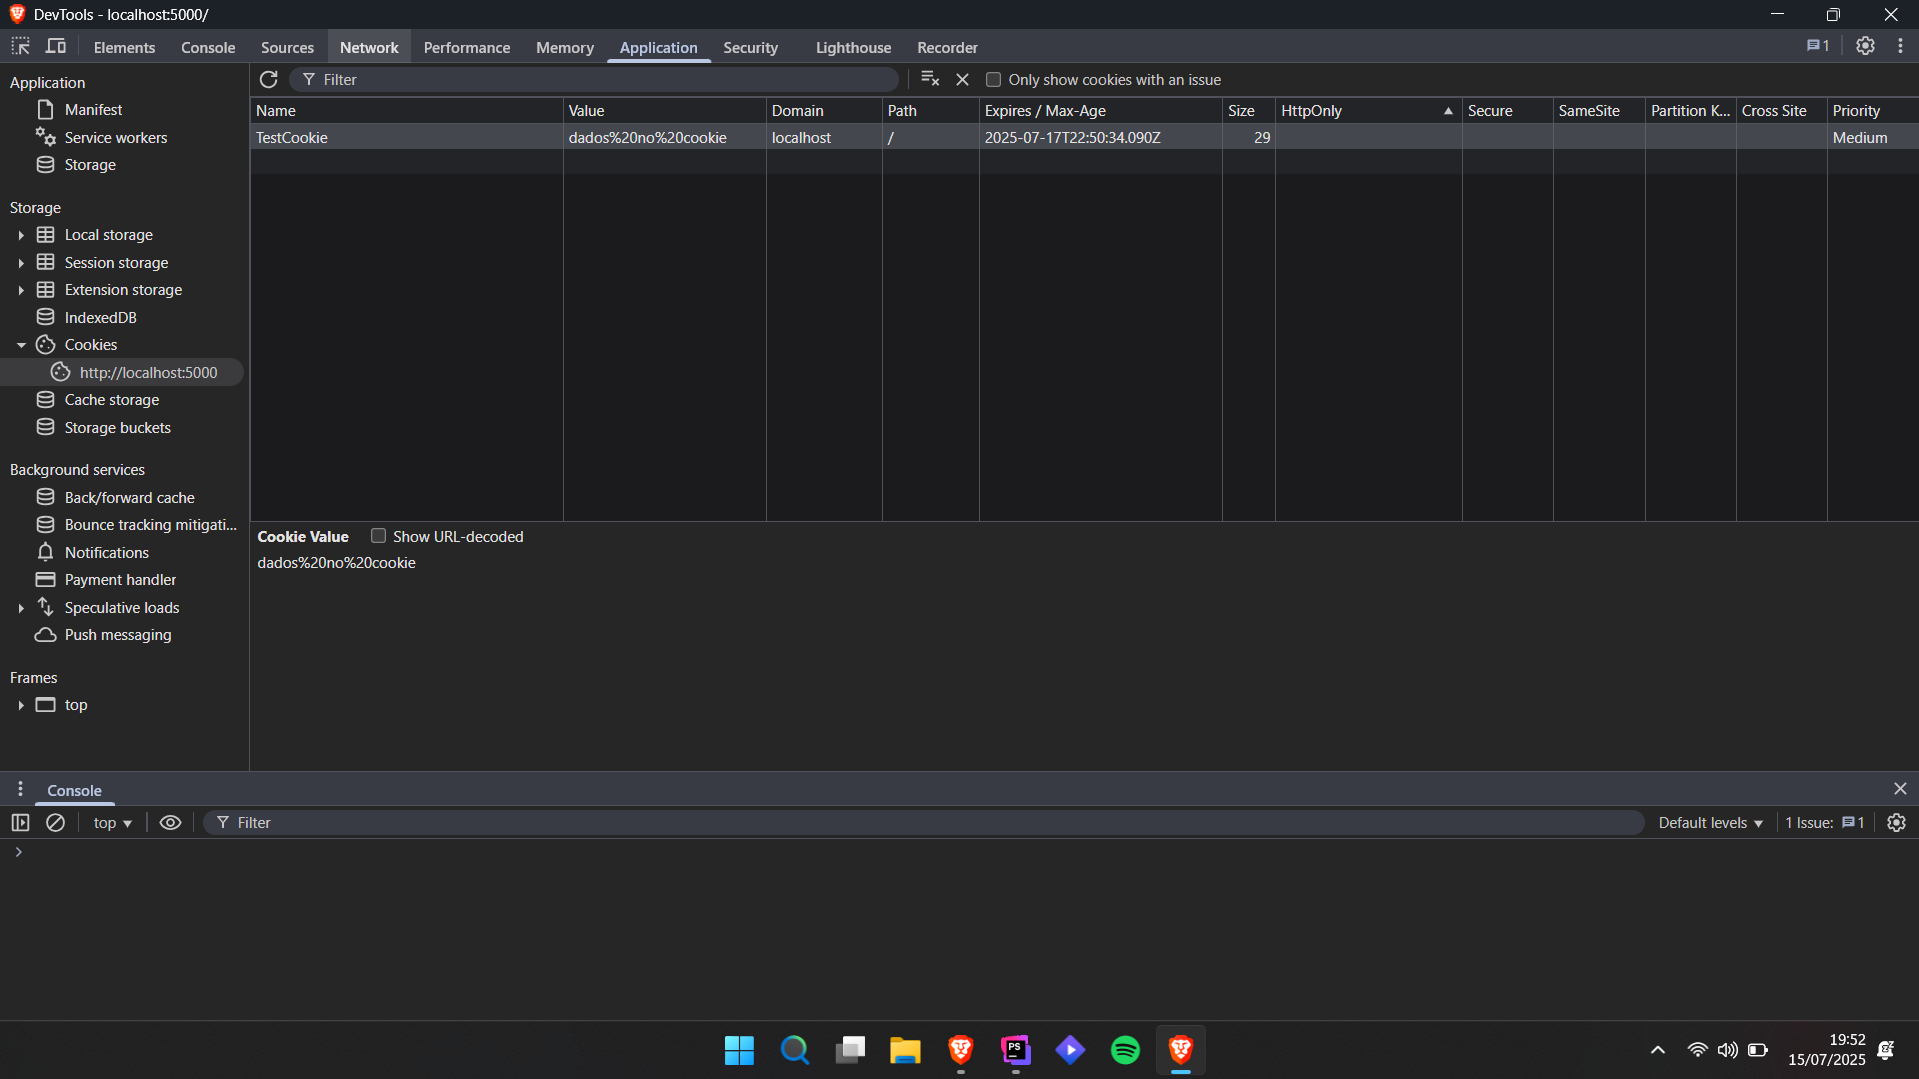 DevTools - localhost:5000/
Elements Console Sources Network Performance Memory Application Security Lighthouse Recorder 1
Application
Manifest
Service workers
Storage
Storage
Local storage
Session storage
Extension storage
IndexedDB
Cookies
http://localhost:5000
Cache storage
Storage buckets
Background services
Back/forward cache
Bounce tracking mitigati...
Notifications
Payment handler
Speculative loads
Push messaging
Frames
top
Filter Only show cookies with an issue
Name Value Domain Path Expires / Max-Age Size HttpOnly Secure SameSite Partition K... Cross Site Priority
TestCookie dados%20no%20cookie localhost / 2025-07-17T22:50:34.090Z 29 Medium
Cookie Value Show URL-decoded
dados%20no%20cookie
Console
top Filter Default levels 1 Issue: 1
PS
19:52
15/07/2025